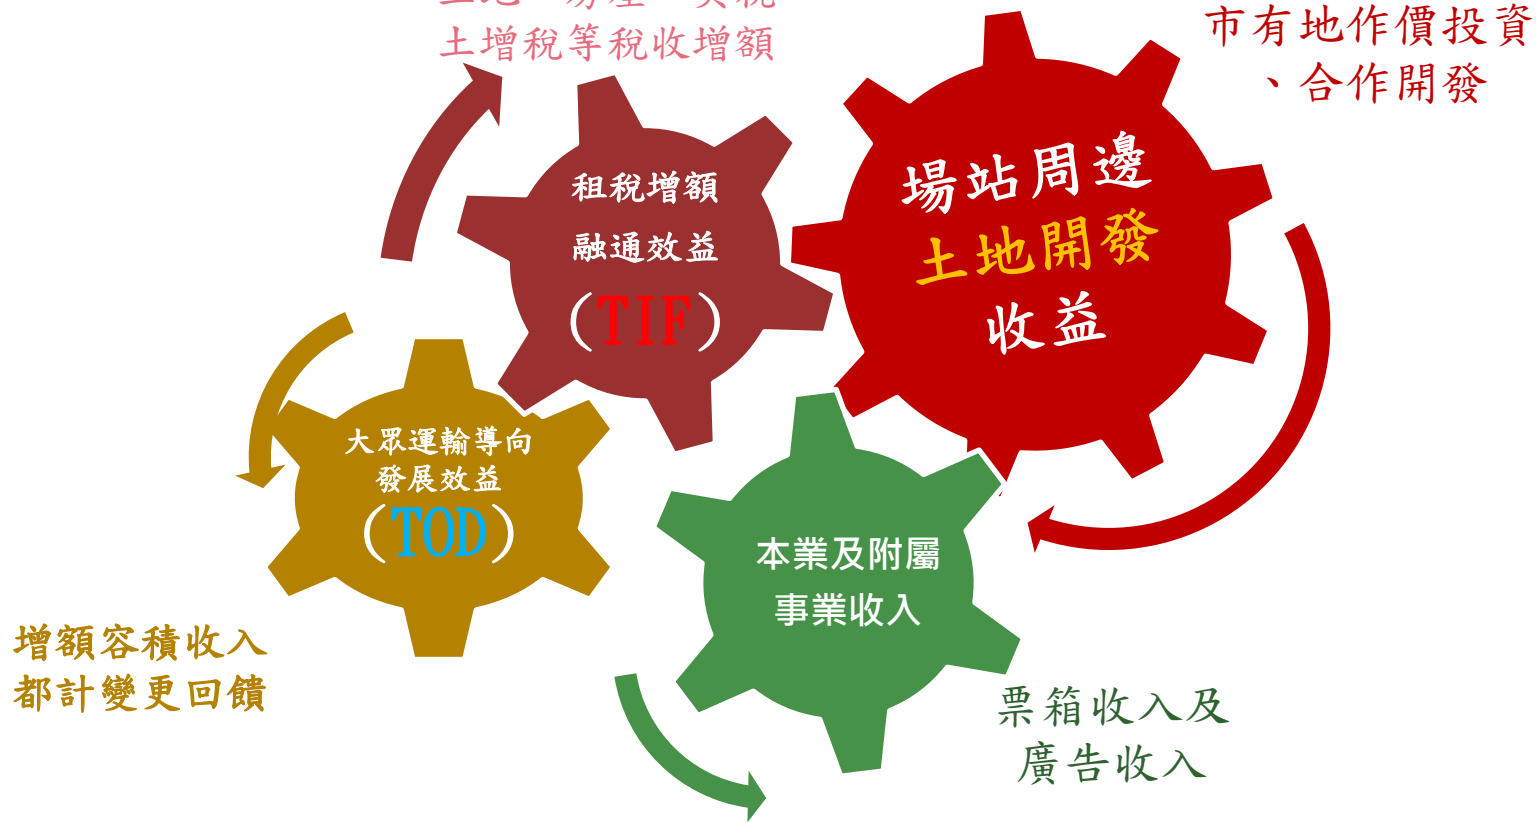 土增稅等稅收增額
市有地作價投資
、合作開發
租稅增額
融通效益
(TIF)
場站周邊
土地開發
收益
大眾運輸導向
發展效益
(TOD)
本業及附屬
事業收入
增額容積收入
都計變更回饋
票箱收入及
廣告收入